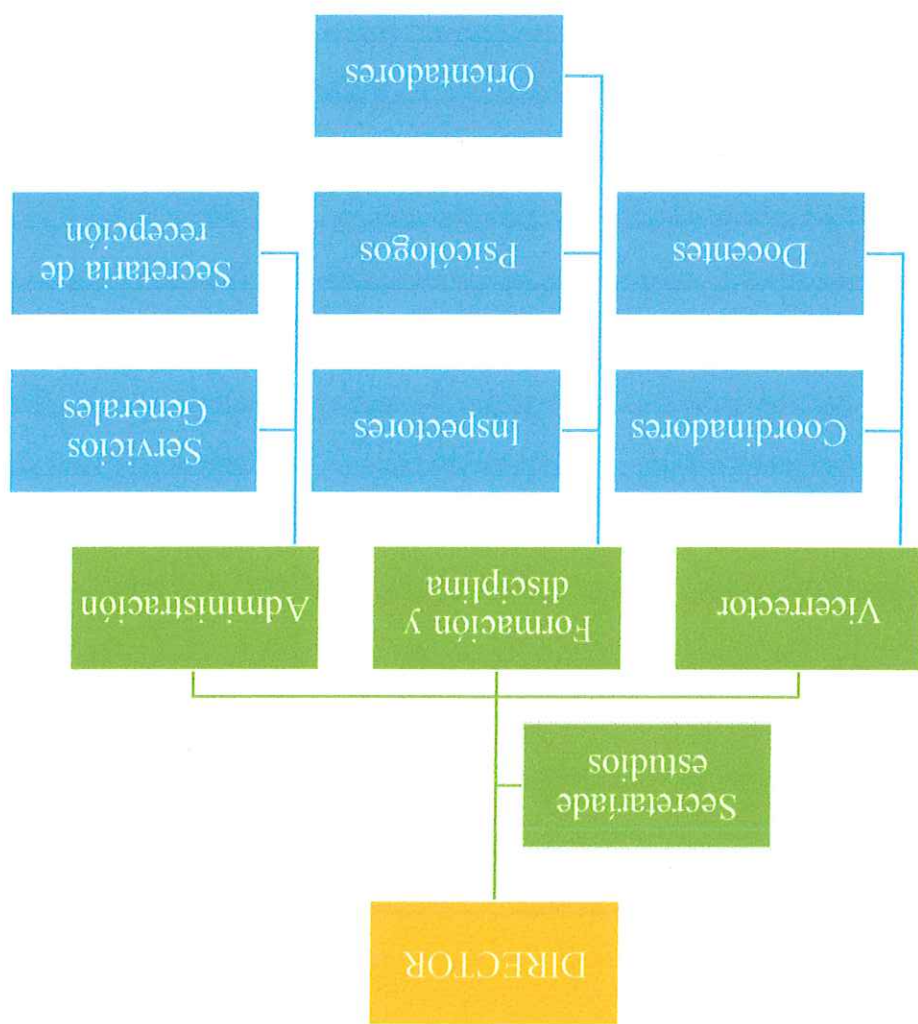 DIRECTOR
Secretaríade
estudios
Vicerrector
Formación y
disciplina
Administración
Coordinadores
Inspectores
Servicios
Generales
Docentes
Psicólogos
Secretaria de
recepción
Orientadores